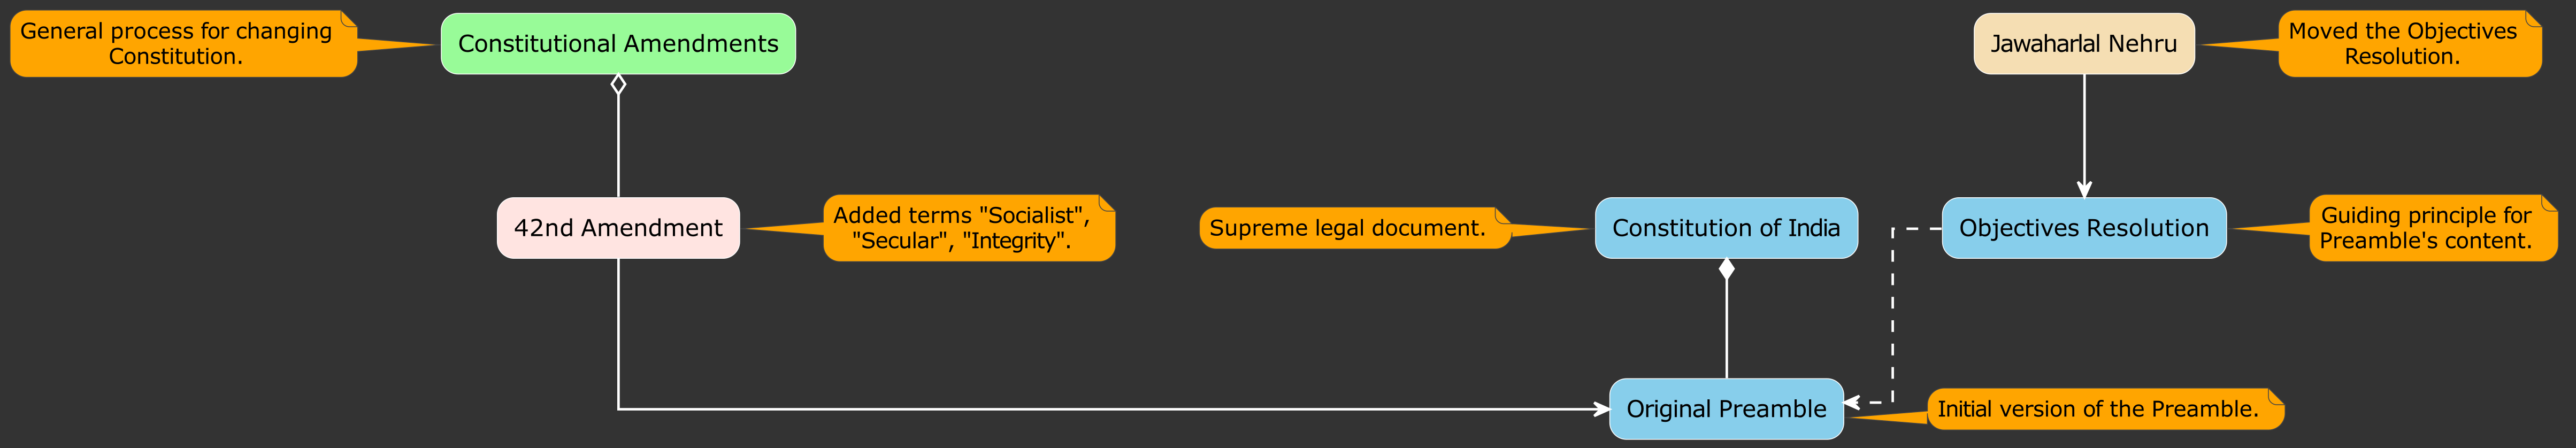 General process for changing
Constitution.
Constitutional Amendments
Jawaharlal Nehru
Moved the Objectives
Resolution.
42nd Amendment
Added terms "Socialist",
"Secular", "Integrity".
Supreme legal document.
Constitution of India
Objectives Resolution
Guiding principle for
Preamble's content.
Original Preamble
Initial version of the Preamble.